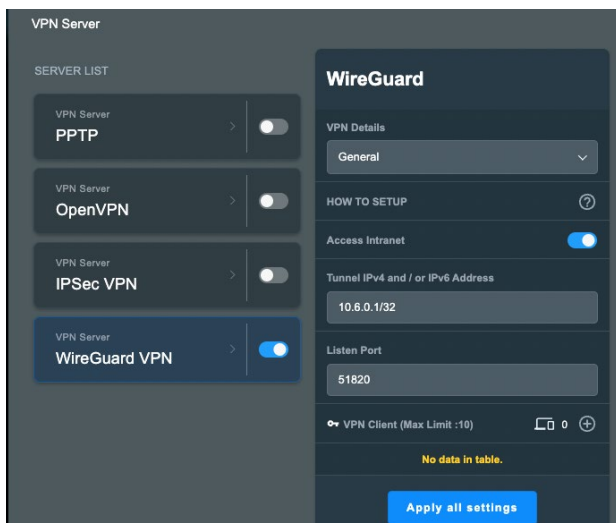 VPN Server
SERVER LIST
VPN Server
PPTP
VPN Server
OpenVPN
VPN Server
IPSec VPN
VPN Server
WireGuard VPN
WireGuard
VPN Details
General
HOW TO SETUP
Access Intranet
Tunnel IPv4 and / or IPv6 Address
10.6.0.1/32
Listen Port
51820
VPN Client (Max Limit :10) 0
No data in table.
Apply all settings